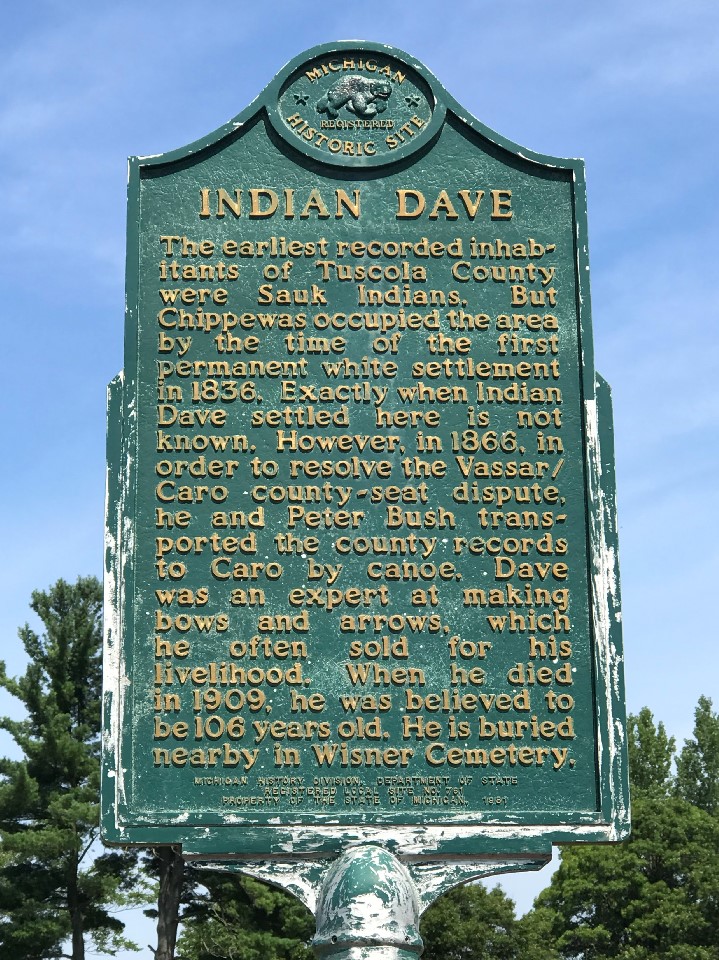 MICHIGAN
REGISTERED
HISTORIC SITE
INDIAN DAVE
The earliest recorded inhab-
itants of Tuscola County
were Sauk Indians. But
Chippewas occupied the area
by the time of the first
permanent white settlement
in 1836. Exactly when Indian
Dave settled here is not
known. However, in 1866, in
order to resolve the Vassar/
Caro county-seat dispute,
he and Peter Bush trans-
ported the county records
to Caro by canoe. Dave
was an expert at making
bows and arrows, which
he often sold for his
livelihood. When he died
in 1909, he was believed to
be 106 years old. He is buried
nearby in Wisner Cemetery.
MICHIGAN HISTORY DIVISION, DEPARTMENT OF STATE
REGISTERED LOCAL SITE NO. 791
PROPERTY OF THE STATE OF MICHIGAN, 1981